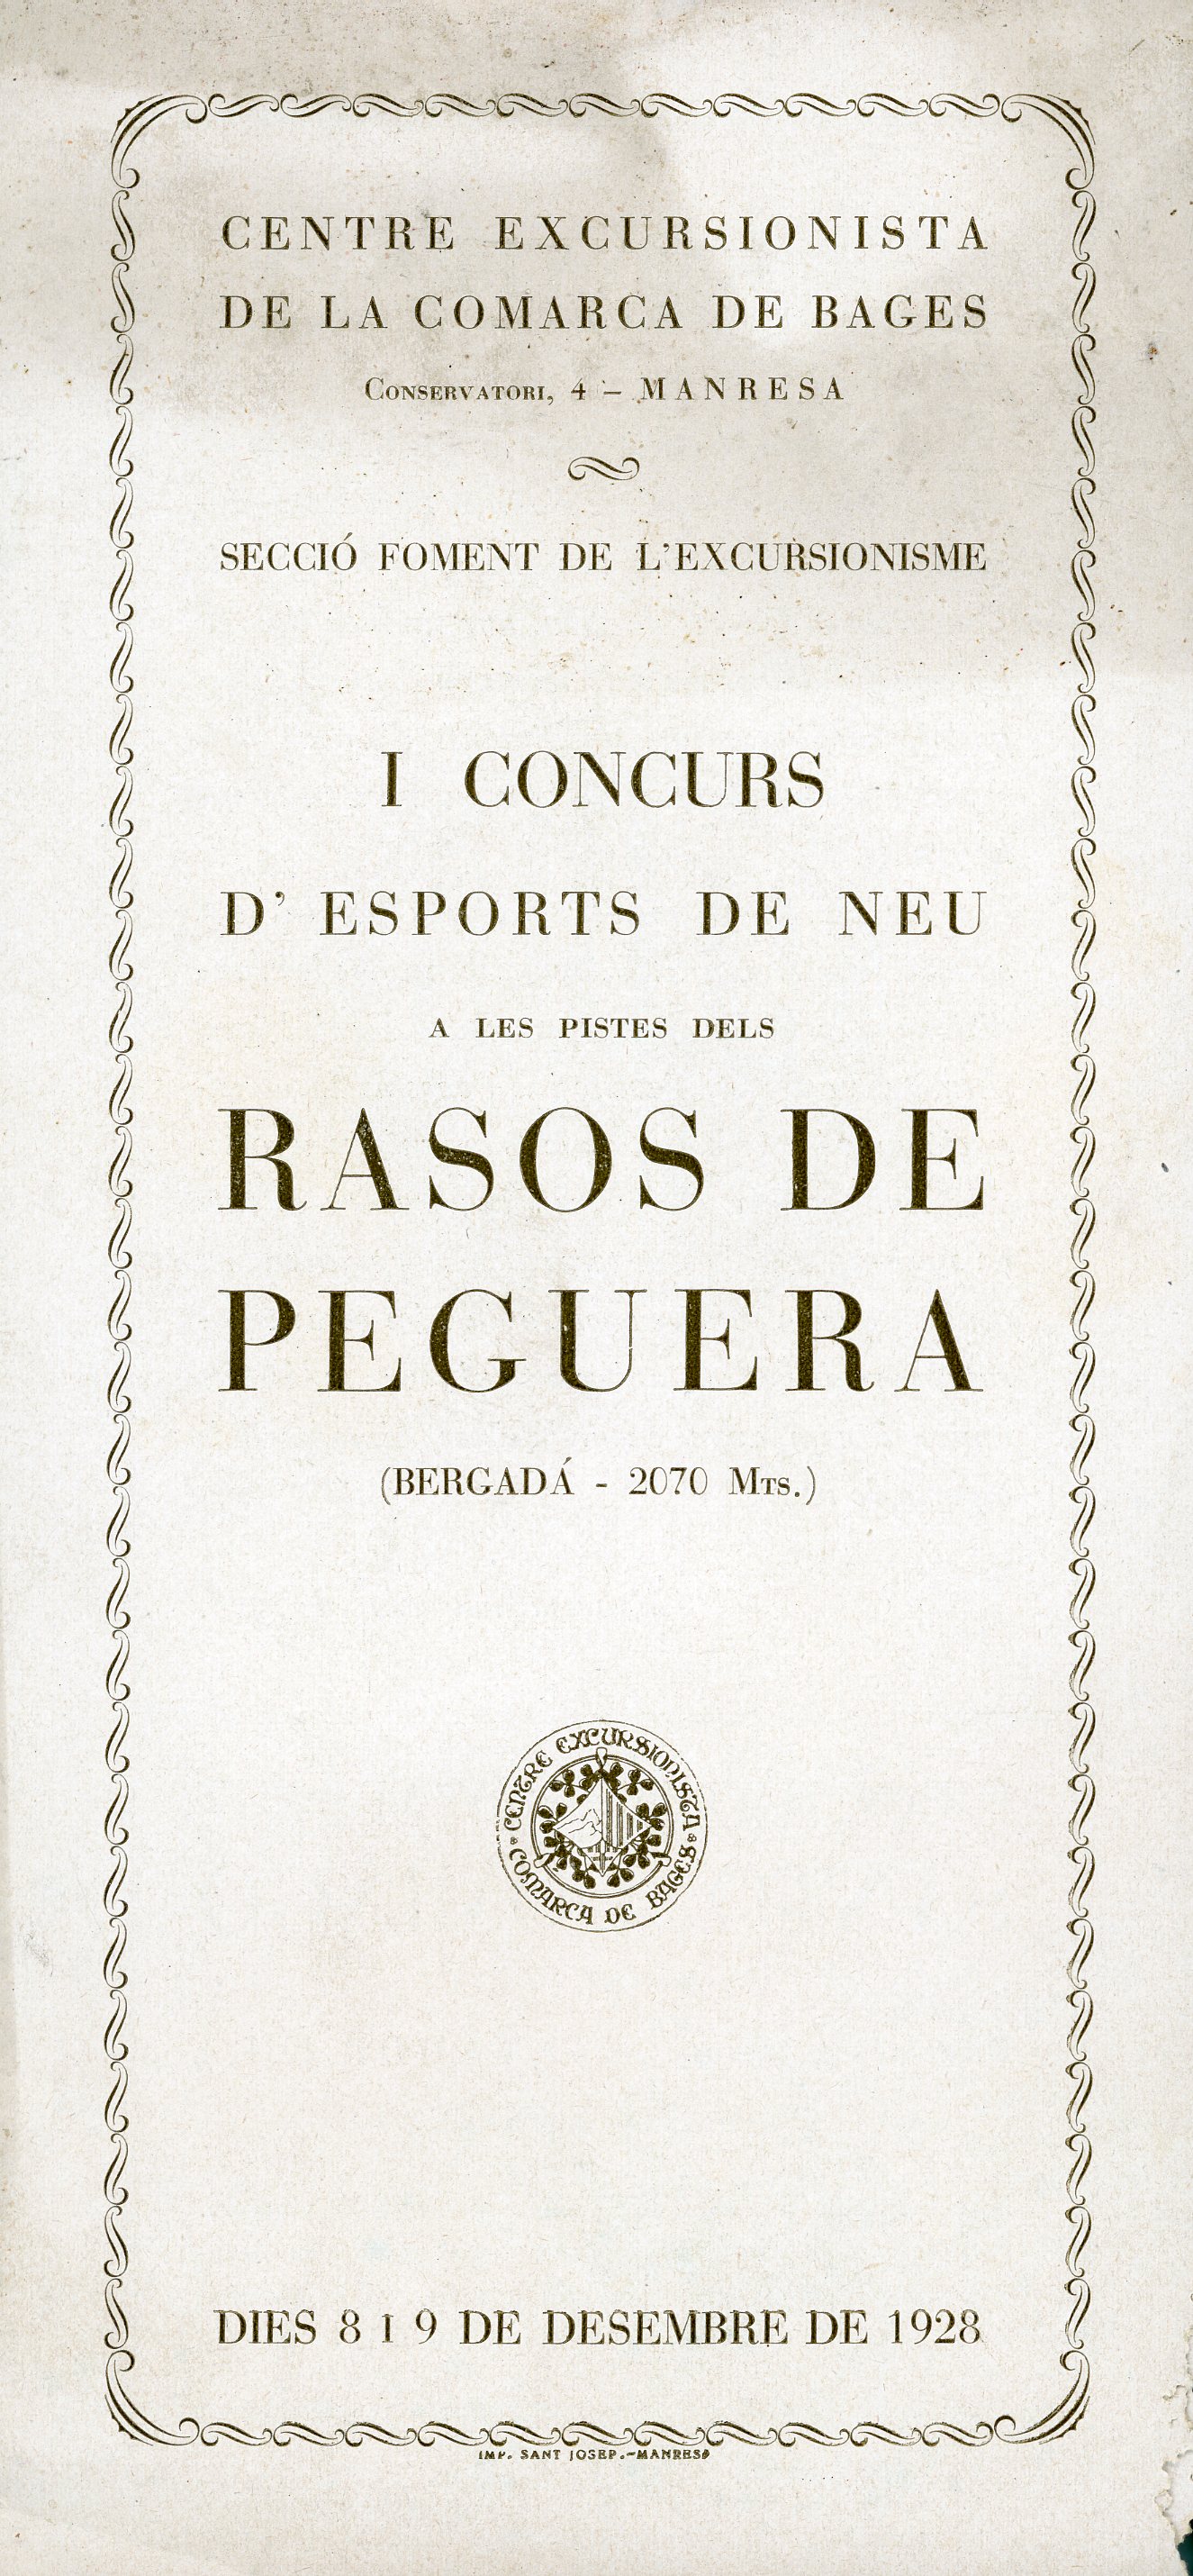 CENTRE EXCURSIONISTA
DE LA COMARCA DE BAGES
CONSERVATORI, 4 – MANRESA
SECCIÓ FOMENT DE L'EXCURSIONISME
I CONCURS
D' ESPORTS DE NEU
A LES PISTES DELS
RASOS DE
PEGUERA
(BERGADÁ - 2070 MTS.)
CENTRE EXCURSIONISTA
COMARCA DE BAGES
DIES 8 I 9 DE DESEMBRE DE 1928
IMP. SANT JOSEP.-MANRESA